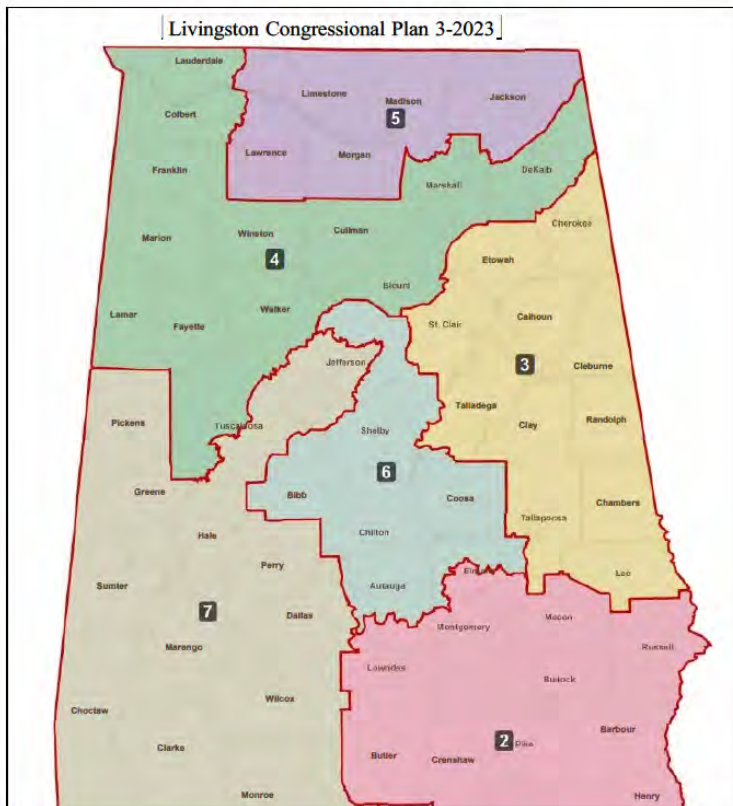 Livingston Congressional Plan 3-2023
Lauderdale
Limestone
Madison
Jackson
Colbert
5
Lawrence
Morgan
Franklin
DeKalb
Marshall
Cherokee
Marion
Winston
Cullman
4
Etowah
Blount
Lamar
Walker
Calhoun
Fayette
St. Clair
3
Jefferson
Cleburne
Talladega
Pickens
Randolph
Clay
Tuscaloosa
Shelby
6
Greene
Bibb
Coosa
Chambers
Tallapoosa
Chilton
Hale
Perry
Lee
Sumter
Autauga
7
Dallas
Macon
Montgomery
Marengo
Russell
Lowndes
Bullock
Wilcox
Choctaw
Barbour
2
Pike
Clarke
Butler
Crenshaw
Monroe
Henry